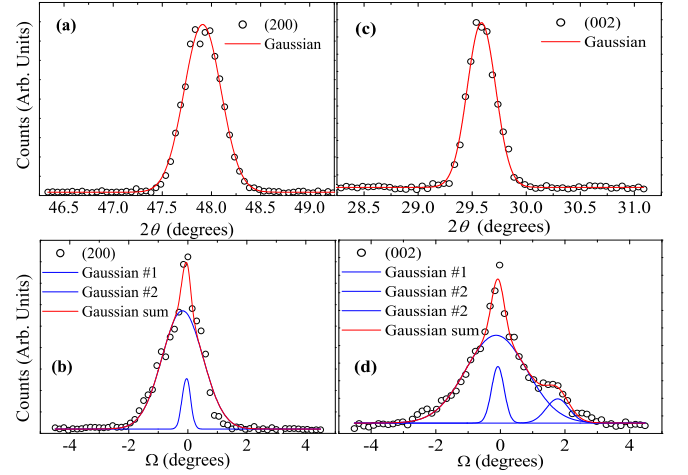 (a)
(200)
Gaussian
Counts (Arb. Units)
46.5 47.0 47.5 48.0 48.5 49.0
2θ (degrees)
(c)
(002)
Gaussian
28.5 29.0 29.5 30.0 30.5 31.0
2θ (degrees)
(200)
Gaussian #1
Gaussian #2
Gaussian sum
(b)
Counts (Arb. Units)
-4 -2 0 2 4
Ω (degrees)
(002)
Gaussian #1
Gaussian #2
Gaussian #2
Gaussian sum
(d)
-4 -2 0 2 4
Ω (degrees)